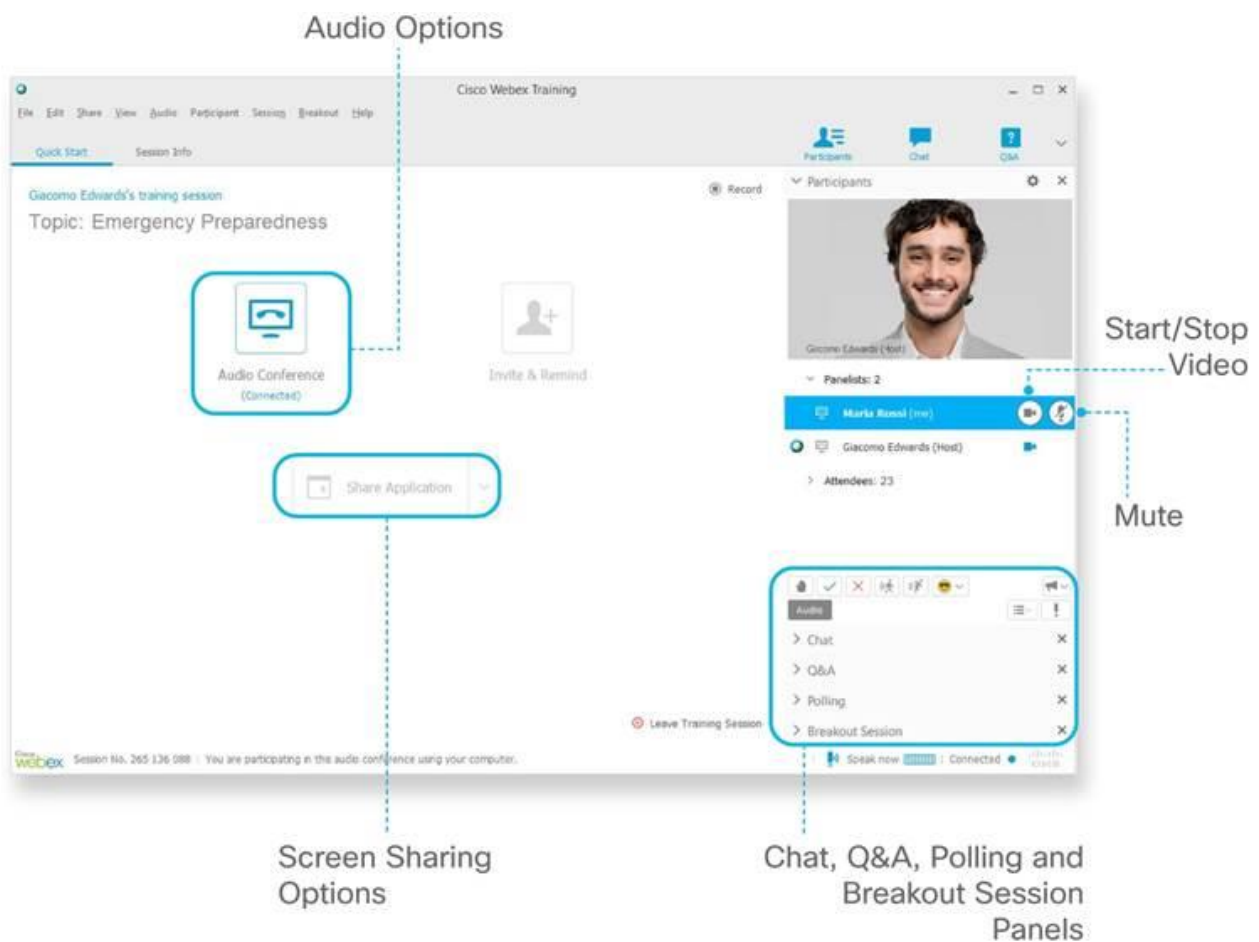 Audio Options
Cisco Webex Training
File Edit Share View Audio Participant Session Breakout Help
Quick Start Session Info
Participants Chat Q&A
Giacomo Edwards's training session
Record
Participants
Topic: Emergency Preparedness
Giacomo Edwards (Host)
Start/Stop
Video
Audio Conference
(Connected)
Invite & Remind
Panelists: 2
Maria Rossi (me)
Giacomo Edwards (Host)
Attendees: 23
Share Application
Mute
Audio
Chat
Q&A
Polling
Leave Training Session
Breakout Session
Cisco
webex Session No. 265 136 088 | You are participating in the audio conference using your computer.
Speak now | Connected
Screen Sharing
Options
Chat, Q&A, Polling and
Breakout Session
Panels